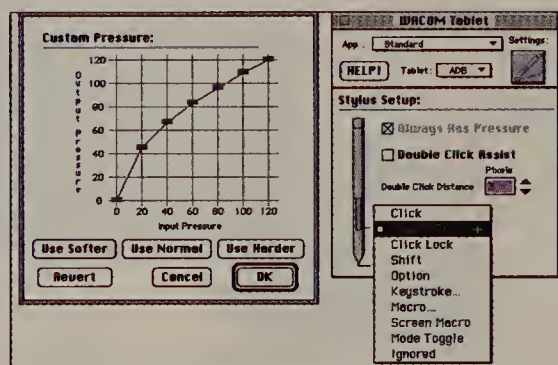 Custom Pressure:
Output Pressure
120
100
80
60
40
20
0
0 20 40 60 80 100 120
Input Pressure
Use Softer Use Normal Use Harder
Revert Cancel OK
WACOM Tablet
App. Standard Settings:
HELP! Tablet: ADB
Stylus Setup:
Always Has Pressure
Double Click Assist
Pixels
Double Click Distance
Click
Click Lock
Shift
Option
Keystroke...
Macro...
Screen Macro
Mode Toggle
Ignored